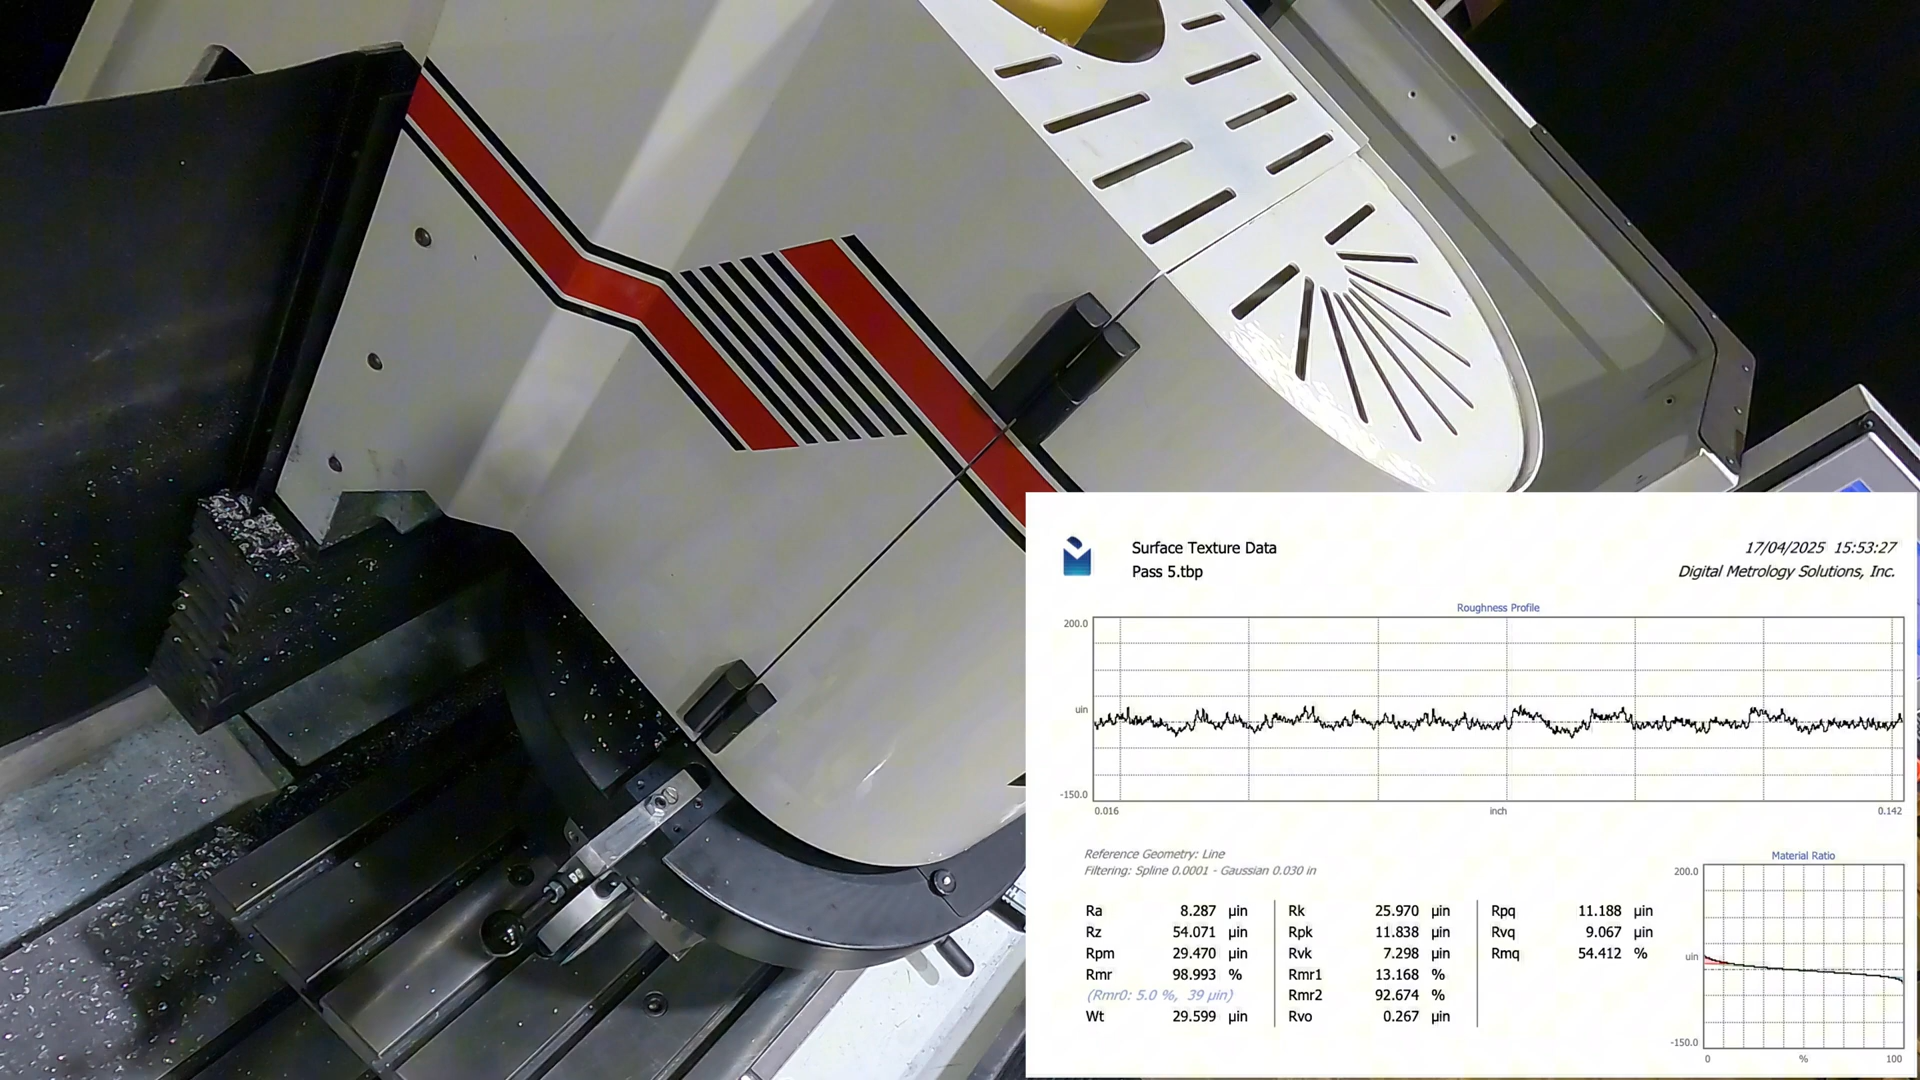 Surface Texture Data
17/04/2025 15:53:27
Pass 5.tbp
Digital Metrology Solutions, Inc.
Roughness Profile
200.0
uin
-150.0
0.016
inch
0.142
Reference Geometry: Line
Filtering: Spline 0.0001 - Gaussian 0.030 in
Ra 8.287 µin
Rz 54.071 µin
Rpm 29.470 µin
Rmr 98.993 %
(Rmr0: 5.0 %, 39 µin)
Wt 29.599 µin
Rk 25.970 µin
Rpk 11.838 µin
Rvk 7.298 µin
Rmr1 13.168 %
Rmr2 92.674 %
Rvo 0.267 µin
Rpq 11.188 µin
Rvq 9.067 µin
Rmq 54.412 %
Material Ratio
200.0
uin
-150.0
0
%
100